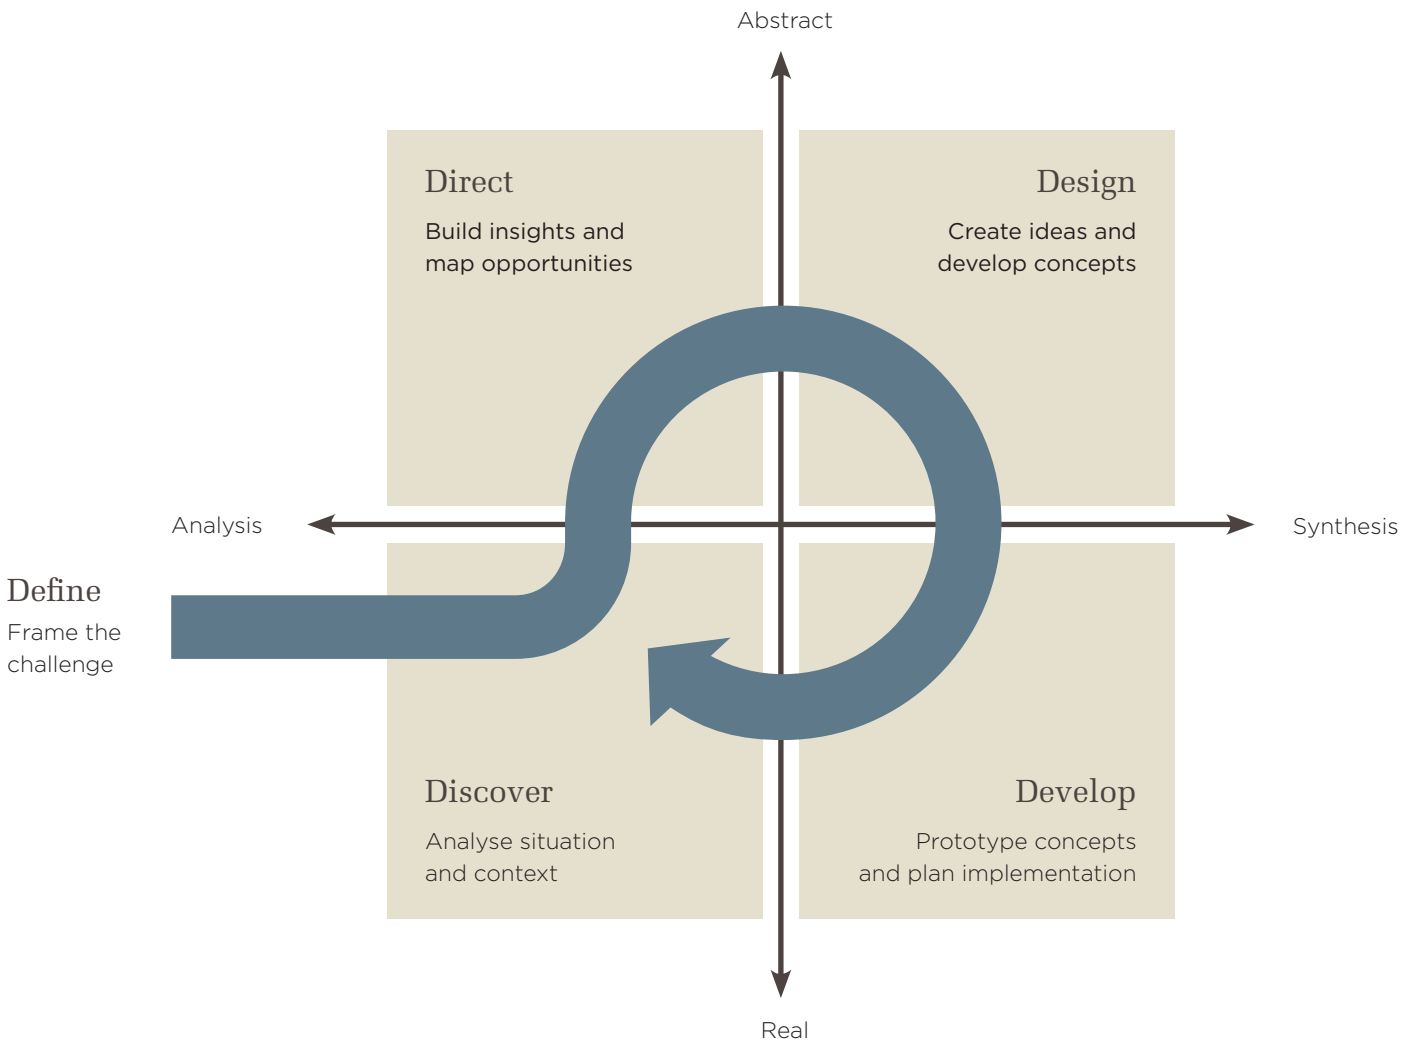 Abstract
Direct
Build insights and
map opportunities
Design
Create ideas and
develop concepts
Analysis
Synthesis
Define
Frame the
challenge
Discover
Analyse situation
and context
Develop
Prototype concepts
and plan implementation
Real